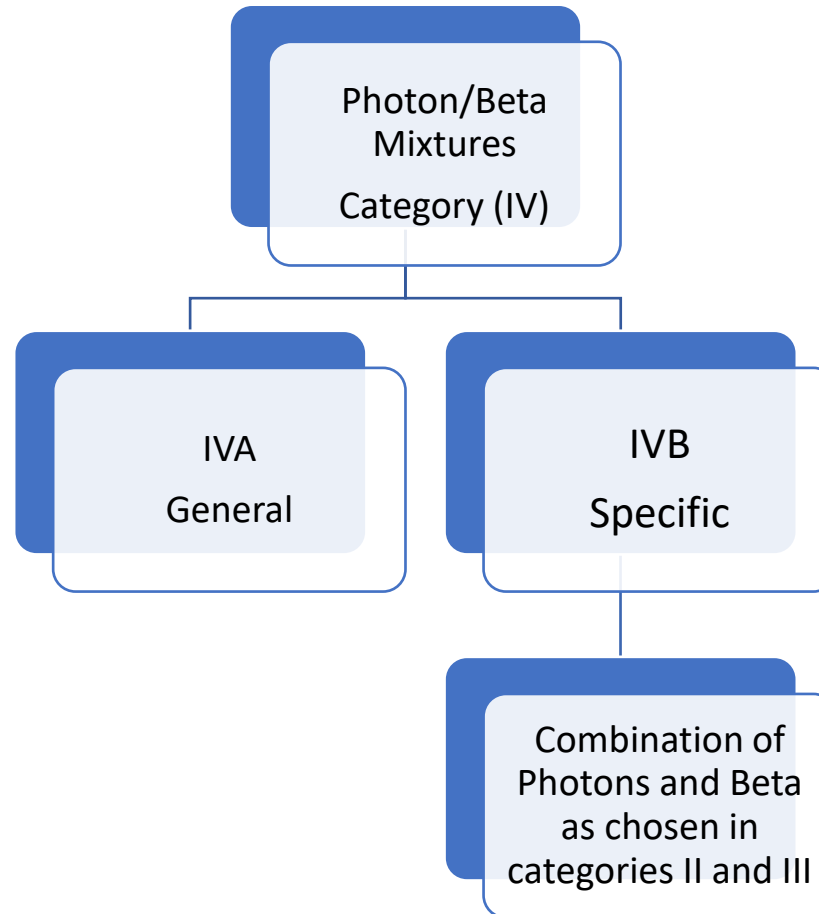 Photon/Beta
Mixtures
Category (IV)
IVA
General
IVB
Specific
Combination of
Photons and Beta
as chosen in
categories II and III